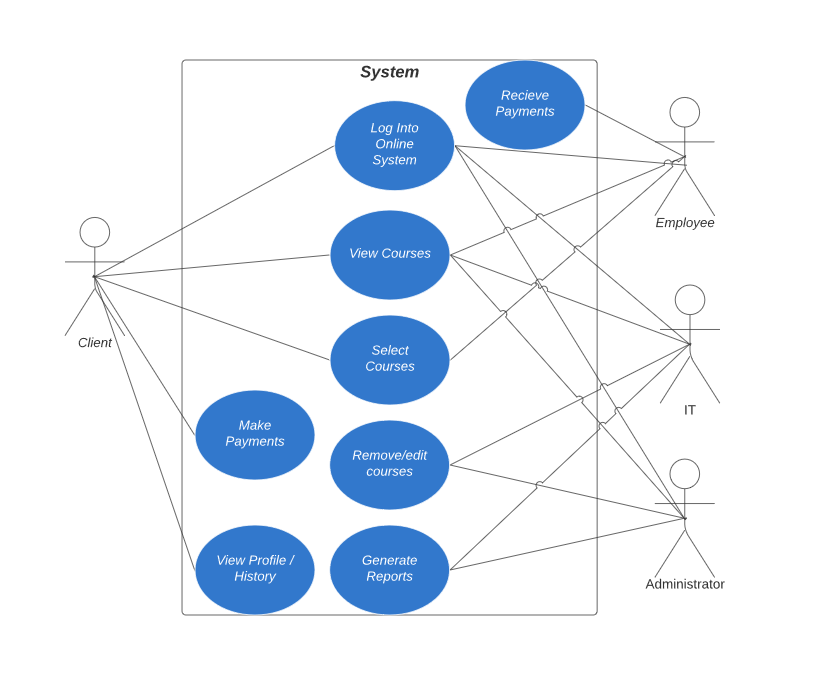 System
Recieve
Payments
Log Into
Online
System
Employee
View Courses
Client
Select
Courses
IT
Make
Payments
Remove/edit
courses
View Profile /
History
Generate
Reports
Administrator